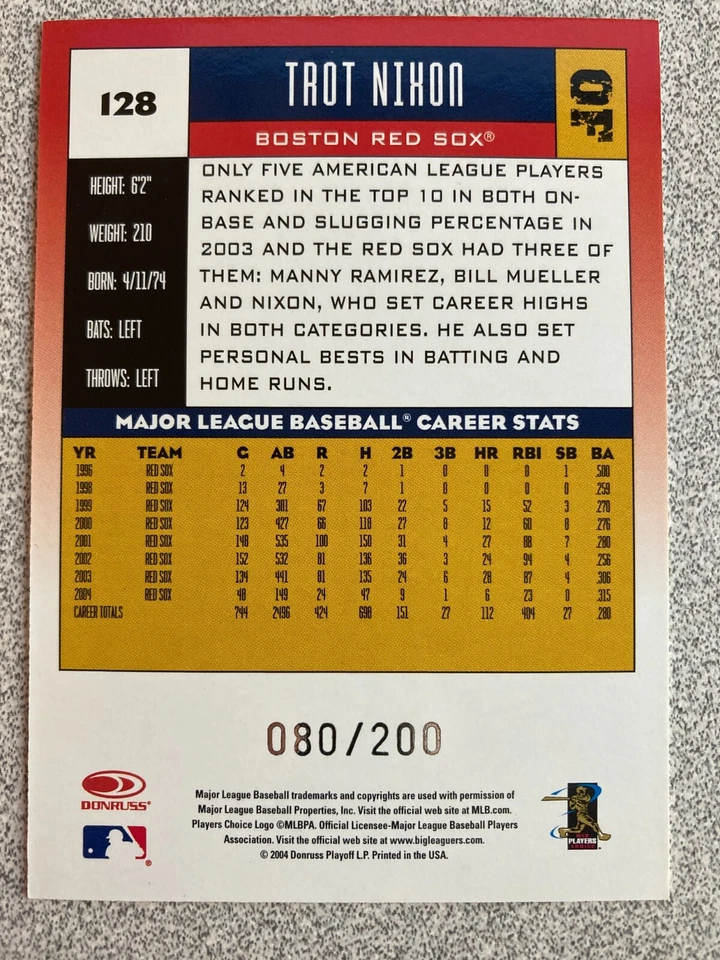 128
TROT NIXON
OF
BOSTON RED SOX®
HEIGHT: 6'2"
WEIGHT: 210
BORN: 4/11/74
BATS: LEFT
THROWS: LEFT
ONLY FIVE AMERICAN LEAGUE PLAYERS
RANKED IN THE TOP 10 IN BOTH ON-
BASE AND SLUGGING PERCENTAGE IN
2003 AND THE RED SOX HAD THREE OF
THEM: MANNY RAMIREZ, BILL MUELLER
AND NIXON, WHO SET CAREER HIGHS
IN BOTH CATEGORIES. HE ALSO SET
PERSONAL BESTS IN BATTING AND
HOME RUNS.
MAJOR LEAGUE BASEBALL® CAREER STATS
YR TEAM G AB R H 2B 3B HR RBI SB BA
1996 RED SOX 2 4 2 2 1 0 0 0 1 .500
1998 RED SOX 13 27 3 7 1 0 0 0 0 .259
1999 RED SOX 124 381 67 103 22 5 15 52 3 .270
2000 RED SOX 123 427 66 118 27 8 12 60 8 .276
2001 RED SOX 148 535 100 150 31 4 27 88 7 .280
2002 RED SOX 152 532 81 136 36 3 24 94 4 .256
2003 RED SOX 134 441 81 135 24 6 28 87 4 .306
2004 RED SOX 48 149 24 47 9 1 6 23 0 .315
CAREER TOTALS 744 2496 424 698 151 27 112 404 27 .280
080/200
DONRUSS®
Major League Baseball trademarks and copyrights are used with permission of
Major League Baseball Properties, Inc. Visit the official web site at MLB.com.
Players Choice Logo ©MLBPA. Official Licensee-Major League Baseball Players
Association. Visit the official web site at www.bigleaguers.com.
© 2004 Donruss Playoff L.P. Printed in the USA.
PLAYERS
CHOICE